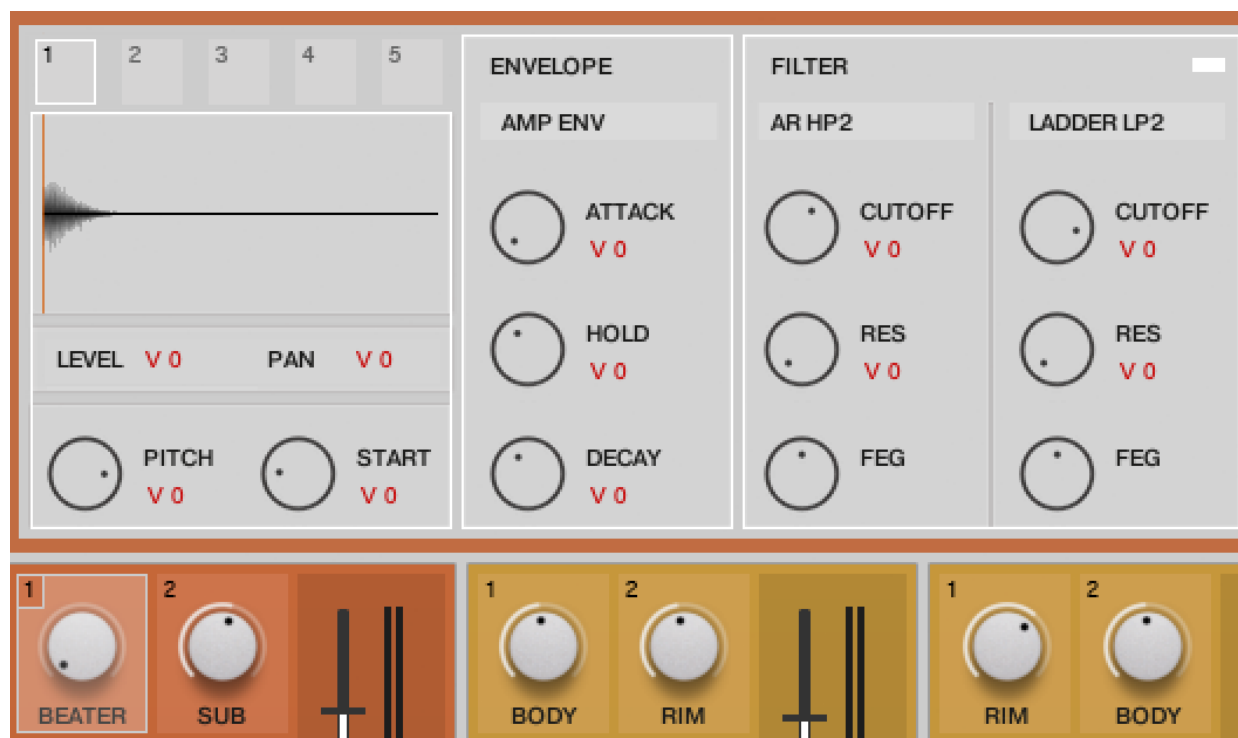 1 2 3 4 5
ENVELOPE
FILTER
AMP ENV
AR HP2
LADDER LP2
ATTACK
V 0
CUTOFF
V 0
CUTOFF
V 0
HOLD
V 0
RES
V 0
RES
V 0
LEVEL V 0 PAN V 0
PITCH
V 0
START
V 0
DECAY
V 0
FEG
FEG
1 2
BEATER SUB
1 2
BODY RIM
1 2
RIM BODY